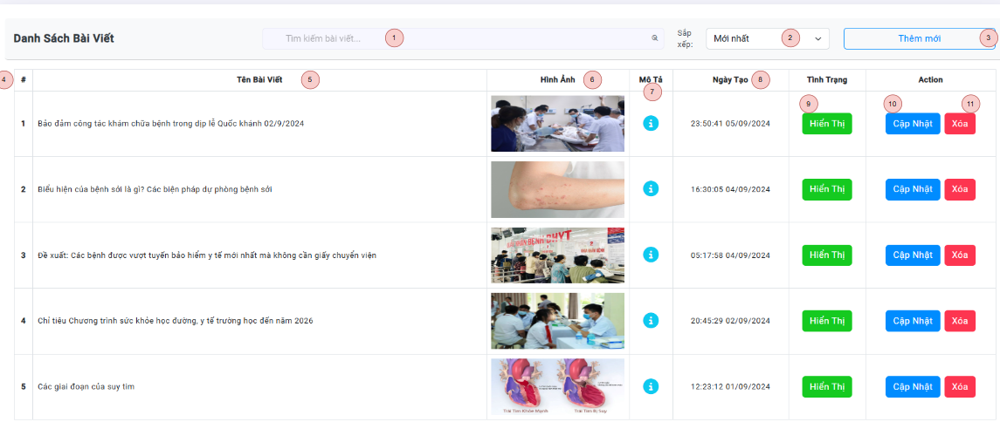 Danh Sách Bài Viết
Tìm kiếm bài viết...
1
Sắp xếp:
Mới nhất
2
Thêm mới
3
4
#
Tên Bài Viết
5
Hình Ảnh
6
Mô Tả
7
Ngày Tạo
8
Tình Trạng
Action
9
10
11
1
Bảo đảm công tác khám chữa bệnh trong dịp lễ Quốc khánh 02/9/2024
23:50:41 05/09/2024
Hiển Thị
Cập Nhật
Xóa
2
Biểu hiện của bệnh sởi là gì? Các biện pháp dự phòng bệnh sởi
16:30:05 04/09/2024
Hiển Thị
Cập Nhật
Xóa
3
Đề xuất: Các bệnh được vượt tuyến bảo hiểm y tế mới nhất mà không cần giấy chuyển viện
BHYT
05:17:58 04/09/2024
Hiển Thị
Cập Nhật
Xóa
4
Chỉ tiêu Chương trình sức khỏe học đường, y tế trường học đến năm 2026
20:45:29 02/09/2024
Hiển Thị
Cập Nhật
Xóa
5
Các giai đoạn của suy tim
Trái Tim Khỏe Mạnh
Trái Tim Bị Suy
12:23:12 01/09/2024
Hiển Thị
Cập Nhật
Xóa